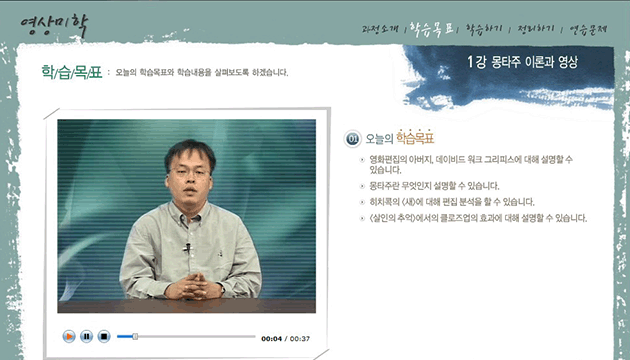 영상미학
과정소개 | 학습목표 | 학습하기 | 정리하기 | 연습문제
1강 몽타주 이론과 영상
학/습/목/표 : 오늘의 학습목표와 학습내용을 살펴보도록 하겠습니다.
01 오늘의 학습목표
영화편집의 아버지, 데이비드 워크 그리피스에 대해 설명할 수
있습니다.
몽타주란 무엇인지 설명할 수 있습니다.
히치콕의 <새>에 대해 편집 분석을 할 수 있습니다.
<살인의 추억>에서의 클로즈업의 효과에 대해 설명할 수 있습니다.
00:04 / 00:37